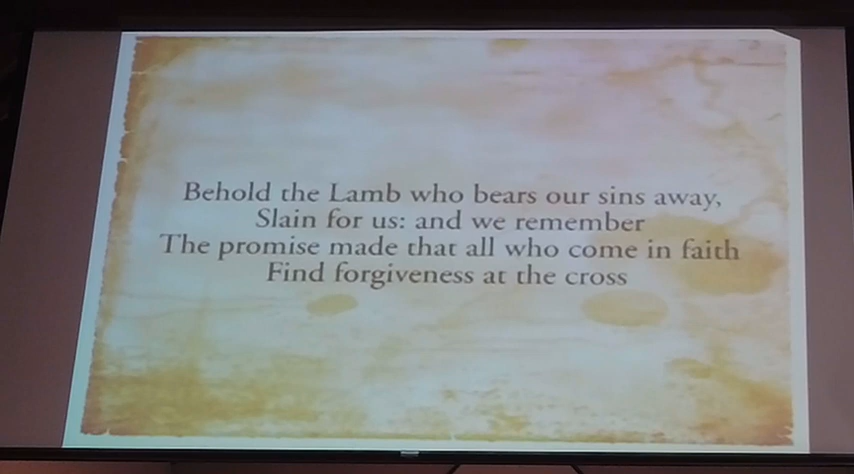 Behold the Lamb who bears our sins away,
Slain for us: and we remember
The promise made that all who come in faith
Find forgiveness at the cross